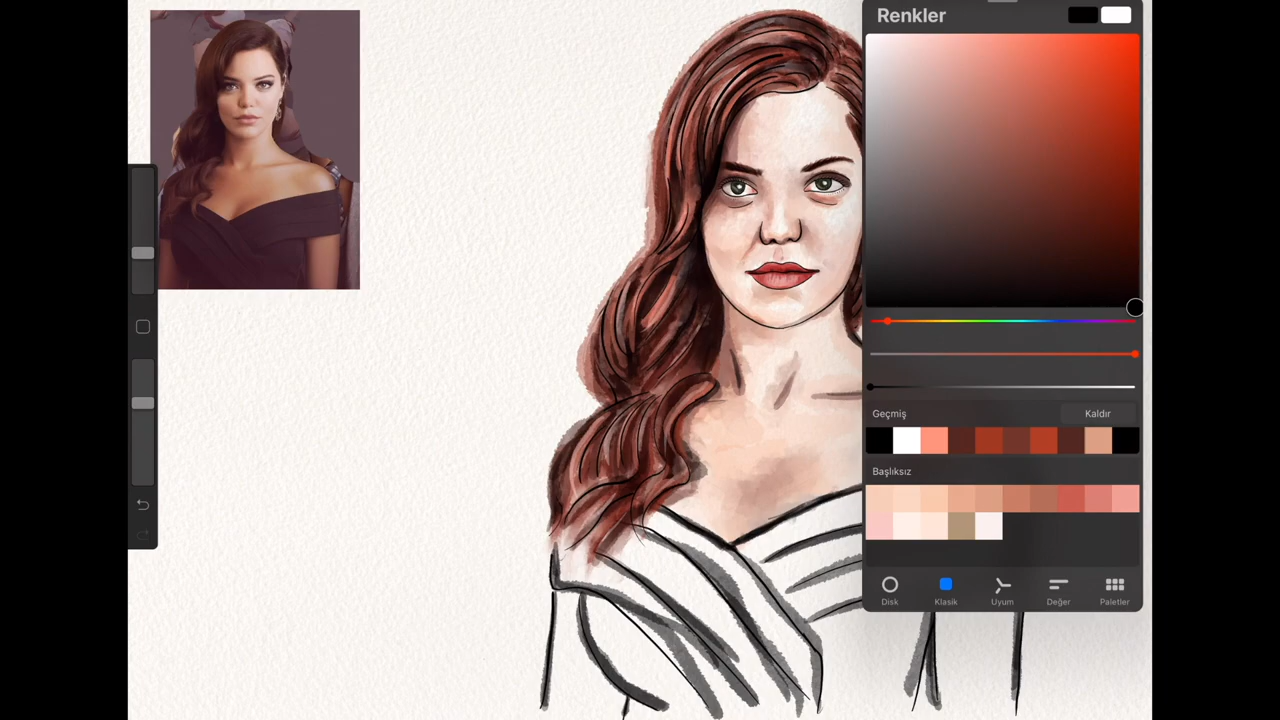 Renkler
Geçmiş
Kaldır
Başlıksız
Disk
Klasik
Uyum
Değer
Paletler